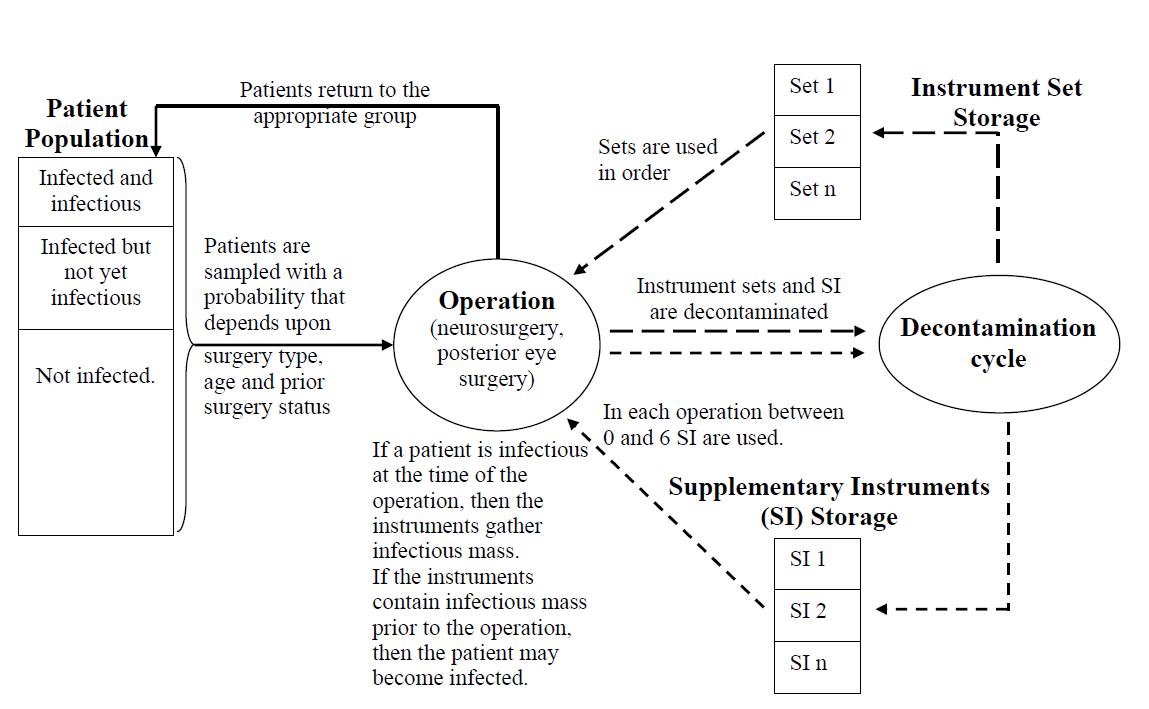 Patient
Population
Infected and
infectious
Infected but
not yet
infectious
Not infected.
Patients return to the
appropriate group
Patients are
sampled with a
probability that
depends upon
surgery type,
age and prior
surgery status
Operation
(neurosurgery,
posterior eye
surgery)
If a patient is infectious
at the time of the
operation, then the
instruments gather
infectious mass.
If the instruments
contain infectious mass
prior to the operation,
then the patient may
become infected.
Sets are used
in order
Set 1
Set 2
Set n
Instrument Set
Storage
Instrument sets and SI
are decontaminated
Decontamination
cycle
In each operation between
0 and 6 SI are used.
Supplementary Instruments
(SI) Storage
SI 1
SI 2
SI n